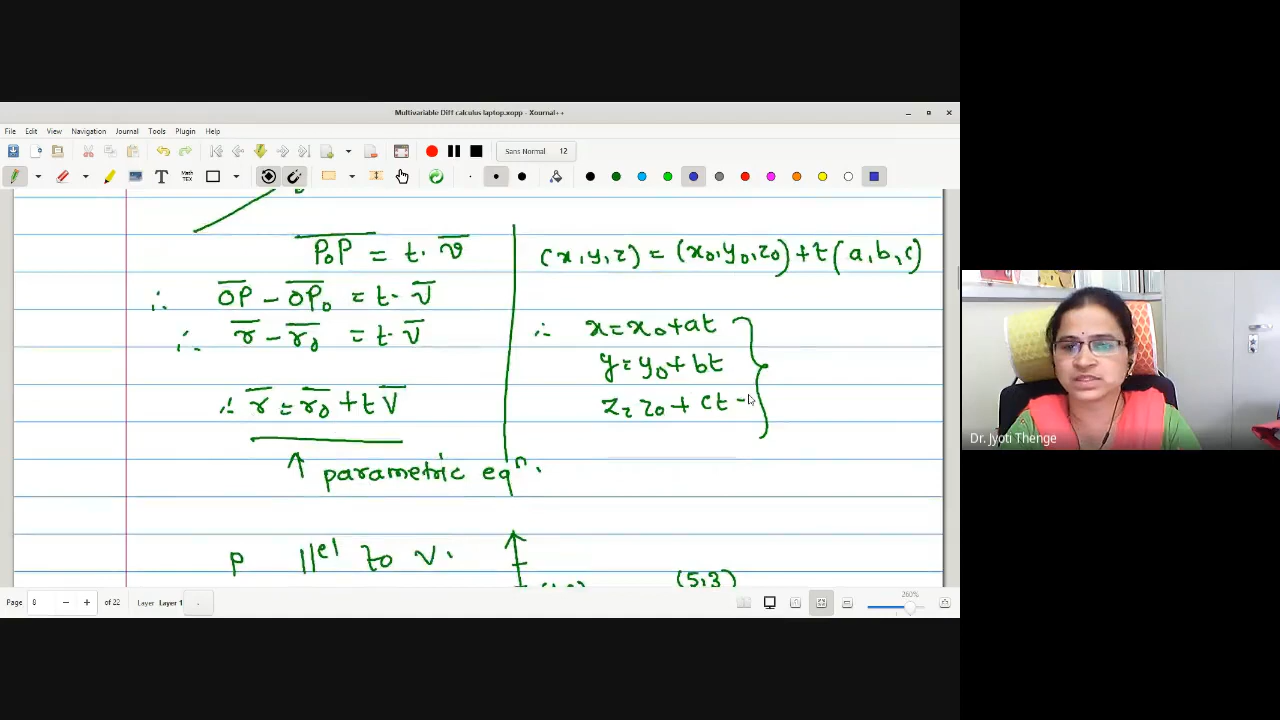 Multivariable Diff calculus laptop.xopp - Xournal++
File Edit View Navigation Journal Tools Plugin Help
Sans Normal 12
P₀P = t. v
∴ OP - OP₀ = t. v
∴ r - r₀ = t. v
∴ r = r₀ + t v
↑ parametric eqⁿ.
(x,y,z) = (x₀,y₀,z₀) + t(a,b,c)
∴ x = x₀ + at
y = y₀ + bt
z = z₀ + ct
P ||el to v.
(5,3)
Page 8 of 22 Layer Layer 1
260%
Dr. Jyoti Thenge